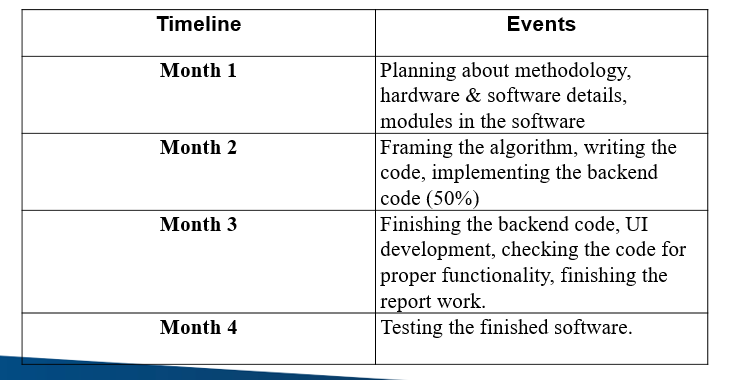 Timeline
Events
Month 1
Planning about methodology,
hardware & software details,
modules in the software
Month 2
Framing the algorithm, writing the
code, implementing the backend
code (50%)
Month 3
Finishing the backend code, UI
development, checking the code for
proper functionality, finishing the
report work.
Month 4
Testing the finished software.